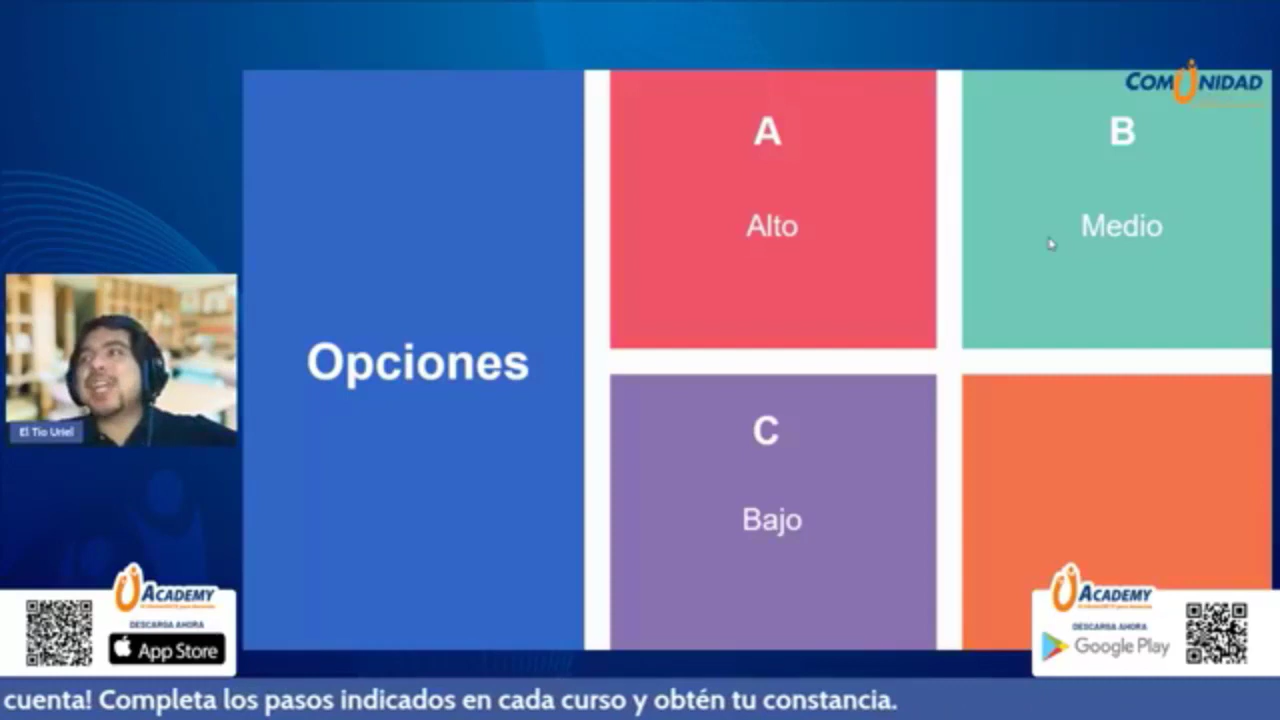 COMUNIDAD
A
Alto
B
Medio
Opciones
C
Bajo
El Tío Uriel
ACADEMY
DESCARGA AHORA
App Store
ACADEMY
DESCARGA AHORA
Google Play
cuenta! Completa los pasos indicados en cada curso y obtén tu constancia.